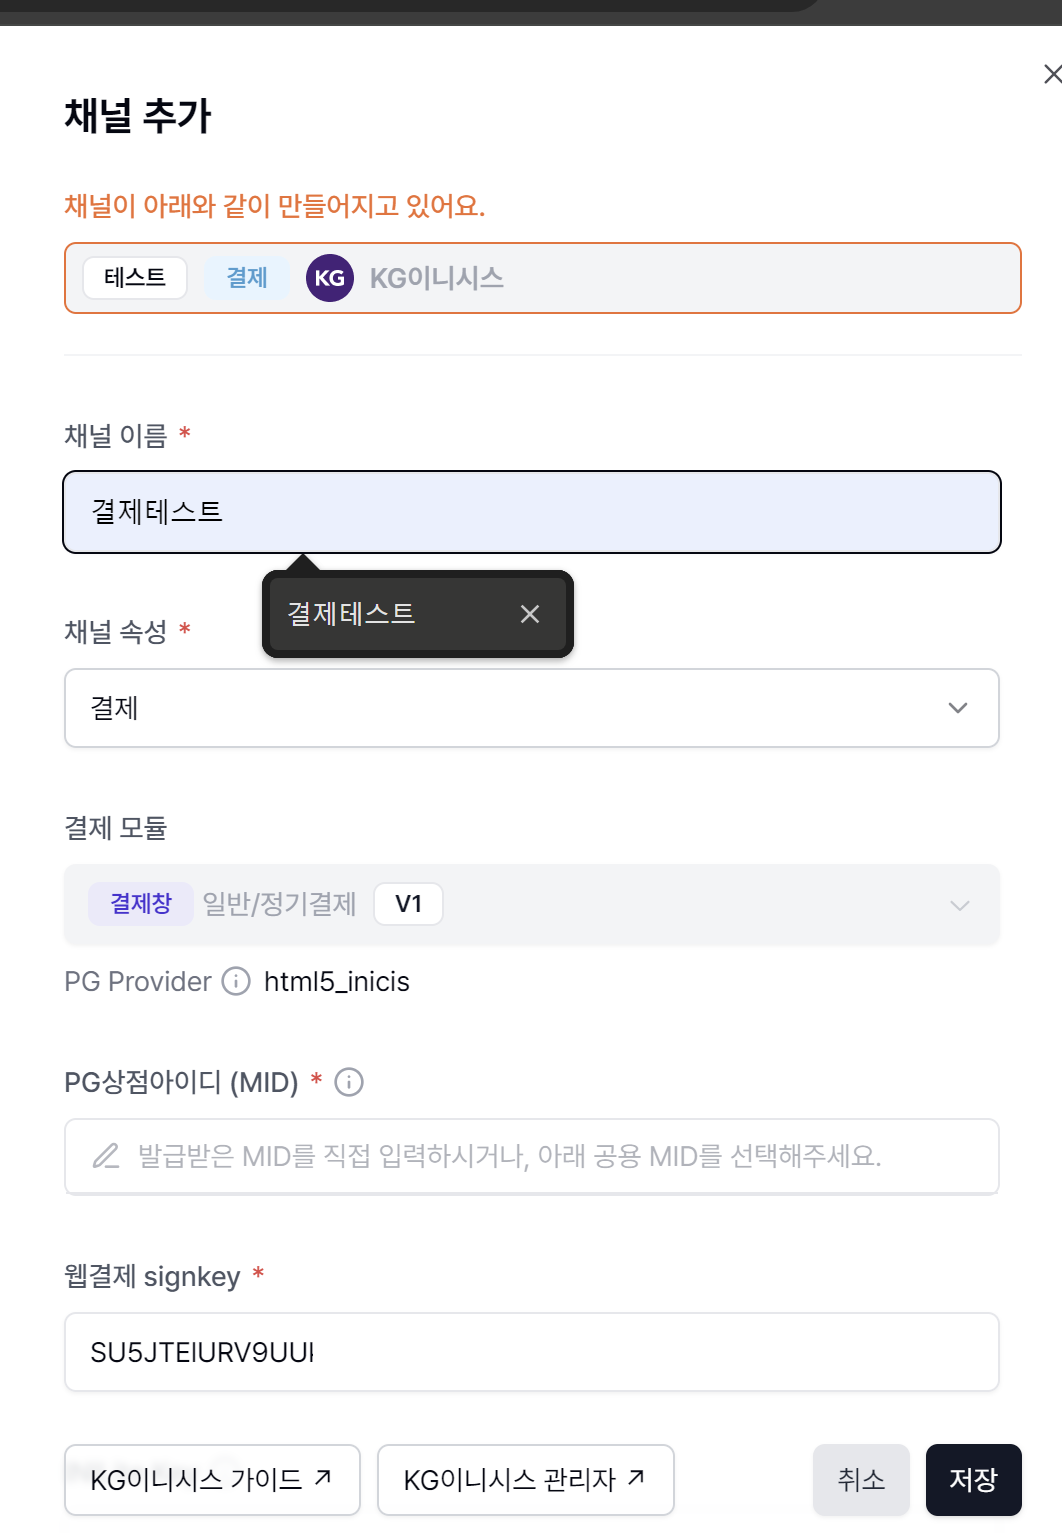 채널 추가
채널이 아래와 같이 만들어지고 있어요.
테스트 결제 KG KG이니시스
채널 이름 *
결제테스트
결제테스트
채널 속성 *
결제
결제 모듈
결제창 일반/정기결제 V1
PG Provider html5_inicis
PG상점아이디 (MID) *
발급받은 MID를 직접 입력하시거나, 아래 공용 MID를 선택해주세요.
웹결제 signkey *
KG이니시스 가이드 ↗ KG이니시스 관리자 ↗ 취소 저장